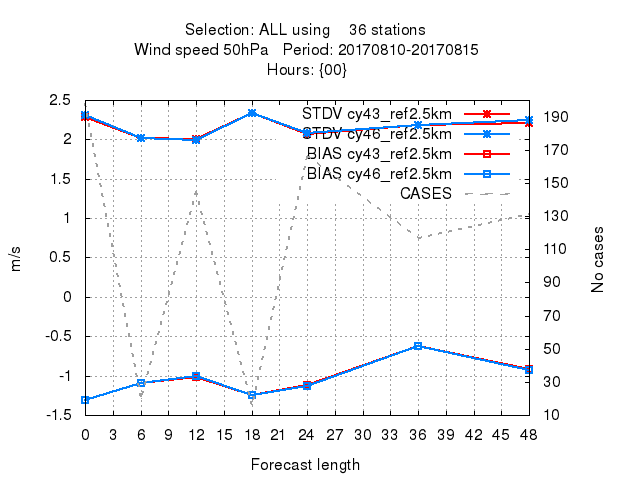 Selection: ALL using 36 stations
Wind speed 50hPa Period: 20170810-20170815
Hours: {00}
2.5
2
1.5
1
0.5
0
-0.5
-1
-1.5
m/s
STDV cy43_ref2.5km
STDV cy46_ref2.5km
BIAS cy43_ref2.5km
BIAS cy46_ref2.5km
CASES
190
170
150
130
110
90
70
50
30
10
No cases
0 3 6 9 12 15 18 21 24 27 30 33 36 39 42 45 48
Forecast length